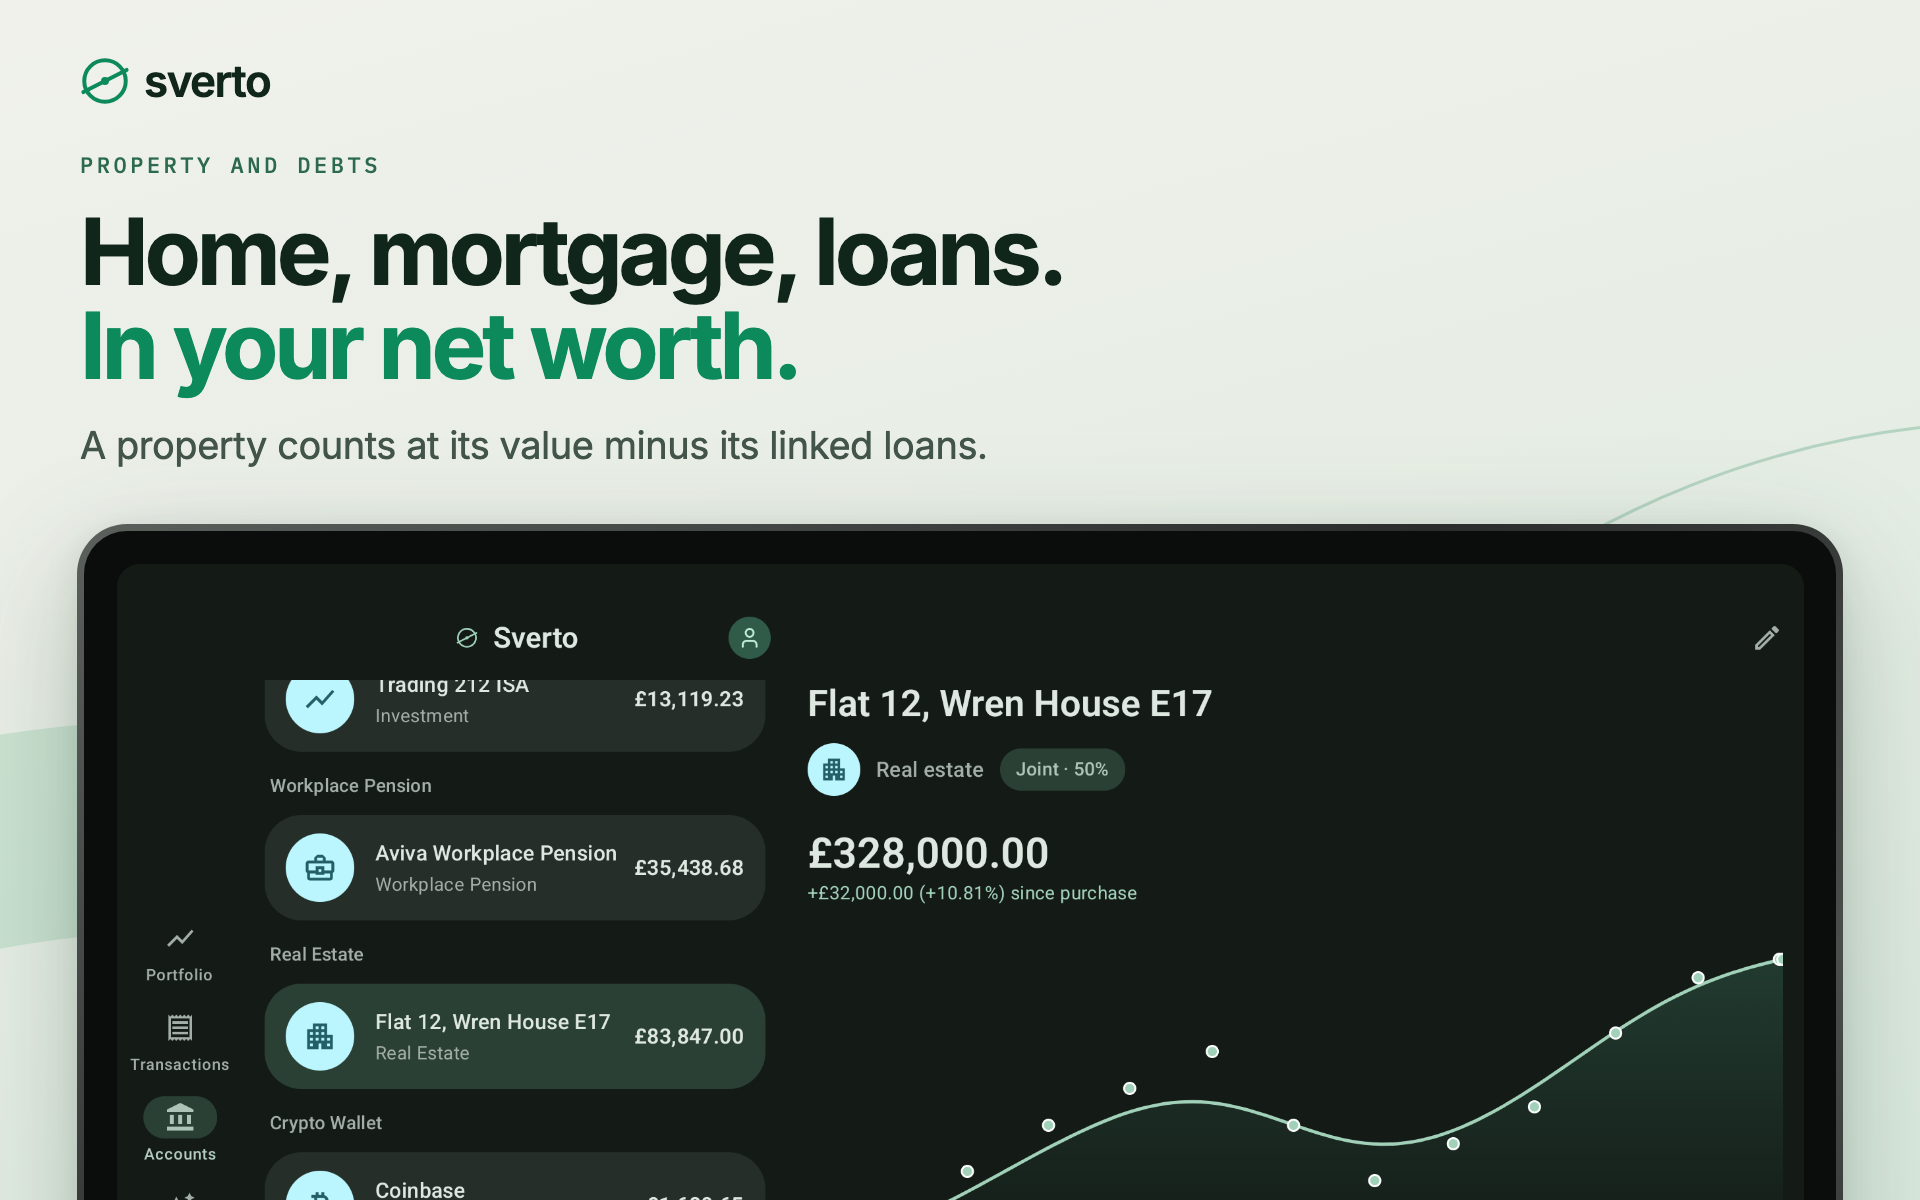 sverto
PROPERTY AND DEBTS
Home, mortgage, loans.
In your net worth.
A property counts at its value minus its linked loans.
Sverto
Trading 212 ISA
Investment
£13,119.23
Workplace Pension
Aviva Workplace Pension
Workplace Pension
£35,438.68
Real Estate
Flat 12, Wren House E17
Real Estate
£83,847.00
Crypto Wallet
Coinbase
Portfolio
Transactions
Accounts
Flat 12, Wren House E17
Real estate
Joint · 50%
£328,000.00
+£32,000.00 (+10.81%) since purchase